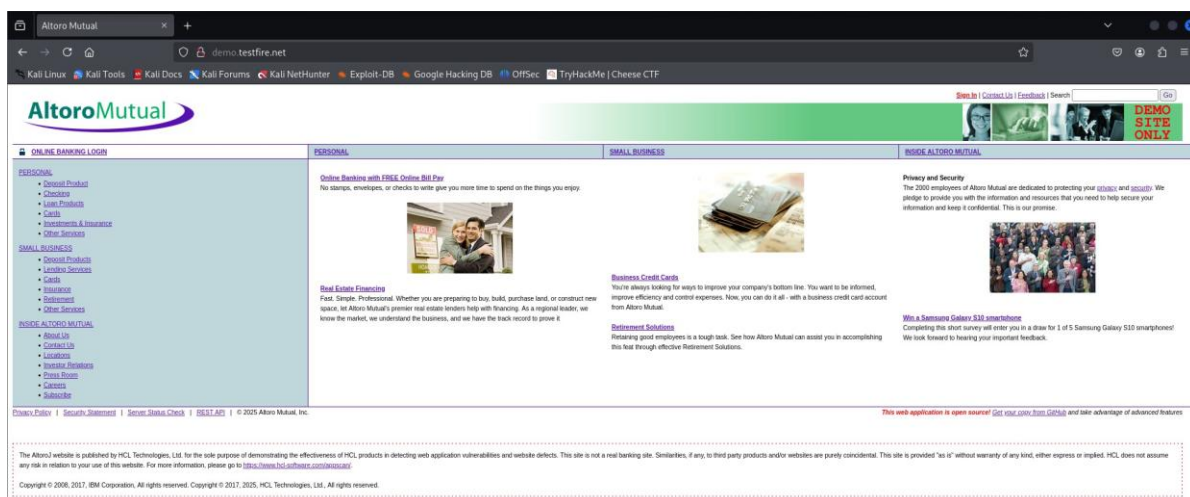 Altoro Mutual
demo.testfire.net
Kali Linux
Kali Tools
Kali Docs
Kali Forums
Kali NetHunter
Exploit-DB
Google Hacking DB
OffSec
TryHackMe | Cheese CTF
Sign In | Contact Us | Feedback | Search
Go
AltoroMutual
DEMO
SITE
ONLY
ONLINE BANKING LOGIN
PERSONAL
SMALL BUSINESS
INSIDE ALTORO MUTUAL
PERSONAL
Deposit Product
Checking
Loan Products
Cards
Investments & Insurance
Other Services
SMALL BUSINESS
Deposit Products
Lending Services
Cards
Insurance
Retirement
Other Services
INSIDE ALTORO MUTUAL
About Us
Contact Us
Locations
Investor Relations
Press Room
Careers
Subscribe
Online Banking with FREE Online Bill Pay
No stamps, envelopes, or checks to write give you more time to spend on the things you enjoy.
SOLD
Real Estate Financing
Fast. Simple. Professional. Whether you are preparing to buy, build, purchase land, or construct new
space, let Altoro Mutual's premier real estate lenders help with financing. As a regional leader, we
know the market, we understand the business, and we have the track record to prove it
Business Credit Cards
You're always looking for ways to improve your company's bottom line. You want to be informed,
improve efficiency and control expenses. Now, you can do it all - with a business credit card account
from Altoro Mutual.
Retirement Solutions
Retaining good employees is a tough task. See how Altoro Mutual can assist you in accomplishing
this feat through effective Retirement Solutions.
Privacy and Security
The 2000 employees of Altoro Mutual are dedicated to protecting your privacy and security. We
pledge to provide you with the information and resources that you need to help secure your
information and keep it confidential. This is our promise.
Win a Samsung Galaxy S10 smartphone
Completing this short survey will enter you in a draw for 1 of 5 Samsung Galaxy S10 smartphones!
We look forward to hearing your important feedback.
Privacy Policy | Security Statement | Server Status Check | REST API | © 2025 Altoro Mutual, Inc.
This web application is open source! Get your copy from GitHub and take advantage of advanced features
The AltoroJ website is published by HCL Technologies, Ltd. for the sole purpose of demonstrating the effectiveness of HCL products in detecting web application vulnerabilities and website defects. This site is not a real banking site. Similarities, if any, to third party products and/or websites are purely coincidental. This site is provided "as is" without warranty of any kind, either express or implied. HCL does not assume
any risk in relation to your use of this website. For more information, please go to https://www.hcl-software.com/appscan/.
Copyright © 2008, 2017, IBM Corporation, All rights reserved. Copyright © 2017, 2025, HCL Technologies, Ltd., All rights reserved.